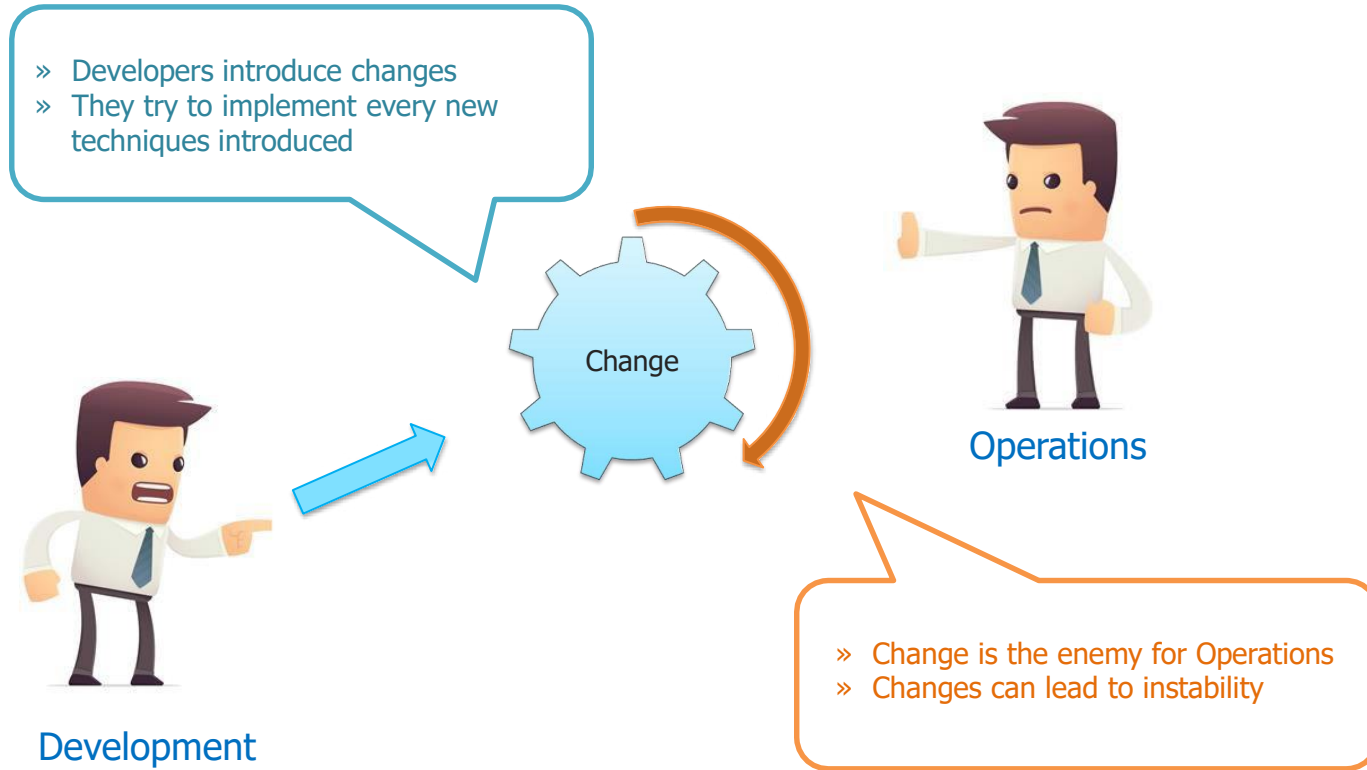 » Developers introduce changes
» They try to implement every new
techniques introduced
Change
Operations
Development
» Change is the enemy for Operations
» Changes can lead to instability